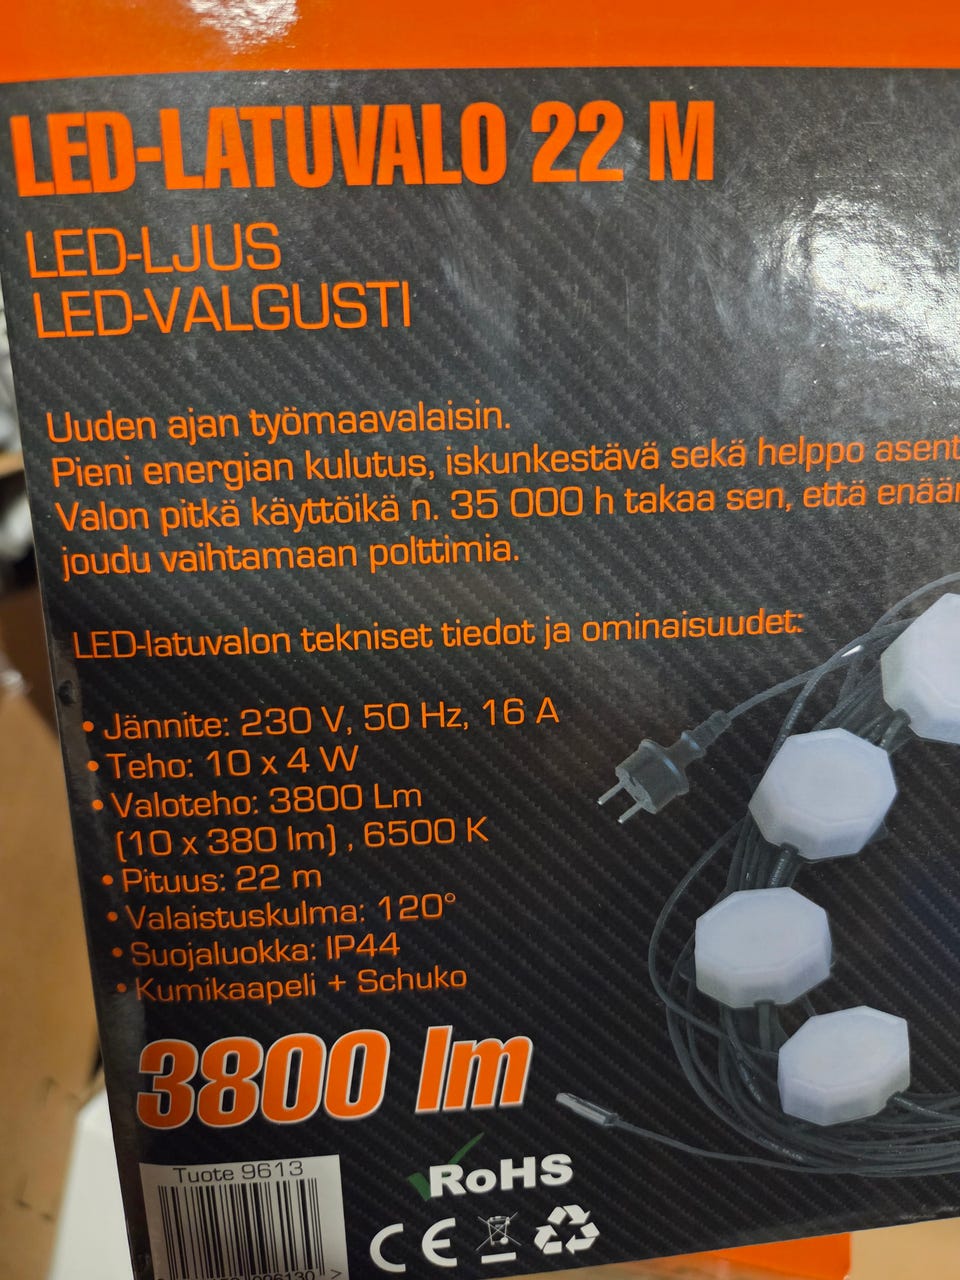 LED-LATUVALO 22 M
LED-LJUS
LED-VALGUSTI
Uuden ajan työmaavalaisin.
Pieni energian kulutus, iskunkestävä sekä helppo
Valon pitkä käyttöikä n. 35 000 h takaa sen, että
joudu vaihtamaan polttimia.
LED-latuvalon tekniset tiedot ja ominaisuudet:
• Jännite: 230 V, 50 Hz, 16 A
• Teho: 10 x 4 W
• Valoteho: 3800 Lm
(10 x 380 lm) , 6500 K
• Pituus: 22 m
• Valaistuskulma: 120°
• Suojaluokka: IP44
• Kumikaapeli + Schuko
3800 lm
Tuote 9613
RoHS
CE